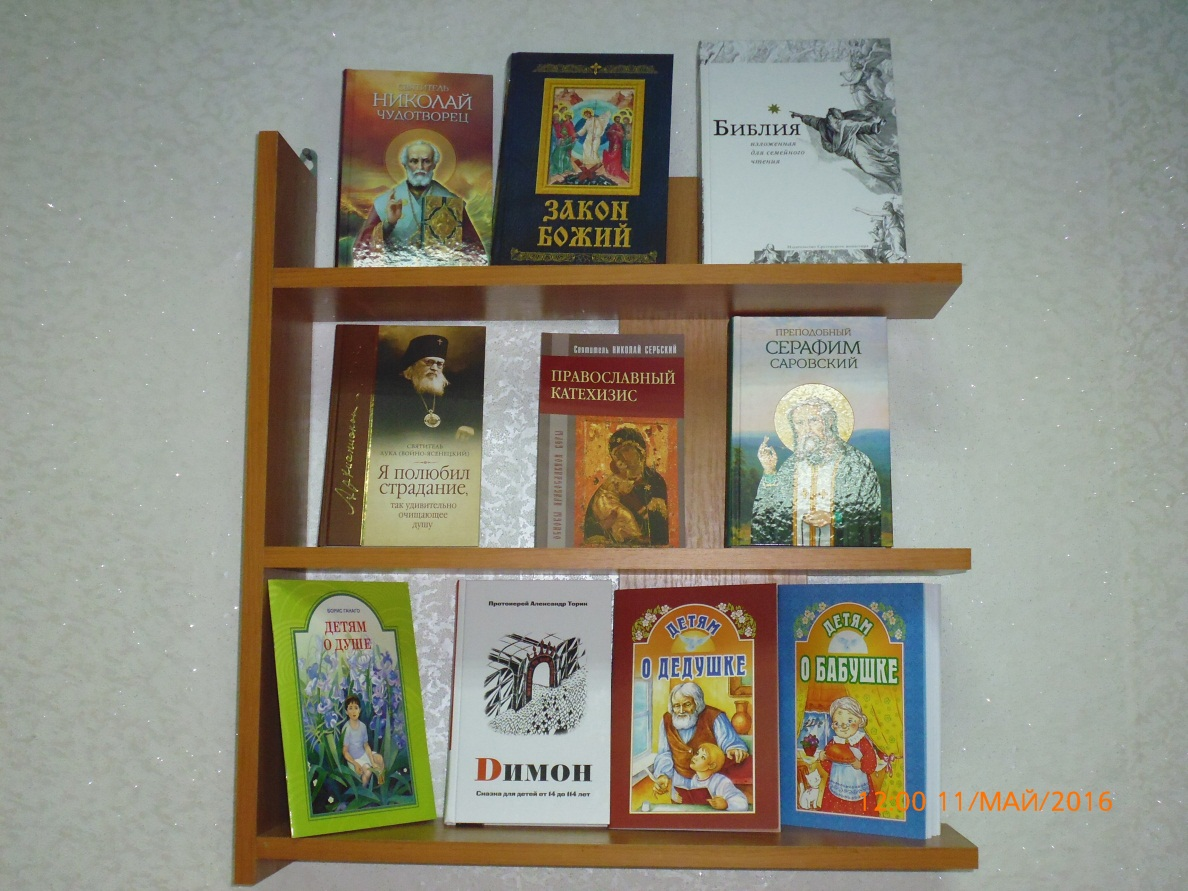 СВЯТИТЕЛЬ
НИКОЛАЙ
ЧУДОТВОРЕЦ
ЗАКОН
БОЖИЙ
БИБЛИЯ
изложенная
для семейного
чтения
СВЯТИТЕЛЬ
ЛУКА (ВОЙНО-ЯСЕНЕЦКИЙ)
Я полюбил
страдание,
так удивительно
очищающее
душу
Святитель НИКОЛАЙ СЕРБСКИЙ
ПРАВОСЛАВНЫЙ
КАТЕХИЗИС
ПРЕПОДОБНЫЙ
СЕРАФИМ
САРОВСКИЙ
БОРИС ГАНАГО
ДЕТЯМ
О ДУШЕ
Протоиерей Александр Торик
DИМОН
Сказка для детей от 14 до 114 лет
ДЕТЯМ
О ДЕДУШКЕ
ДЕТЯМ
О БАБУШКЕ
12:00 11/МАЙ/2016